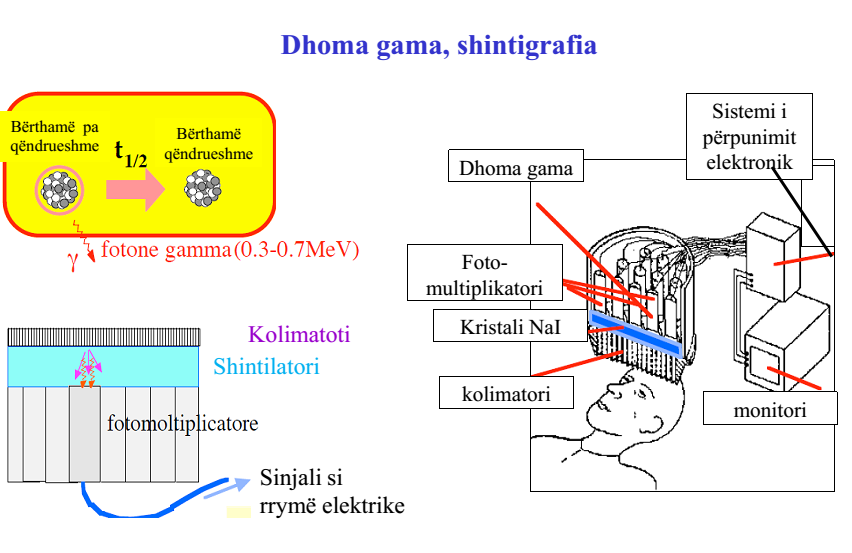 Dhoma gama, shintigrafia
Bërthamë pa
qëndrueshme
t1/2
Bërthamë
qëndrueshme
γ
fotone gamma(0.3-0.7MeV)
Kolimatoti
Shintilatori
fotomoltiplicatore
Sinjali si
rrymë elektrike
Sistemi i
përpunimit
elektronik
Dhoma gama
Foto-
multiplikatori
Kristali NaI
kolimatori
monitori